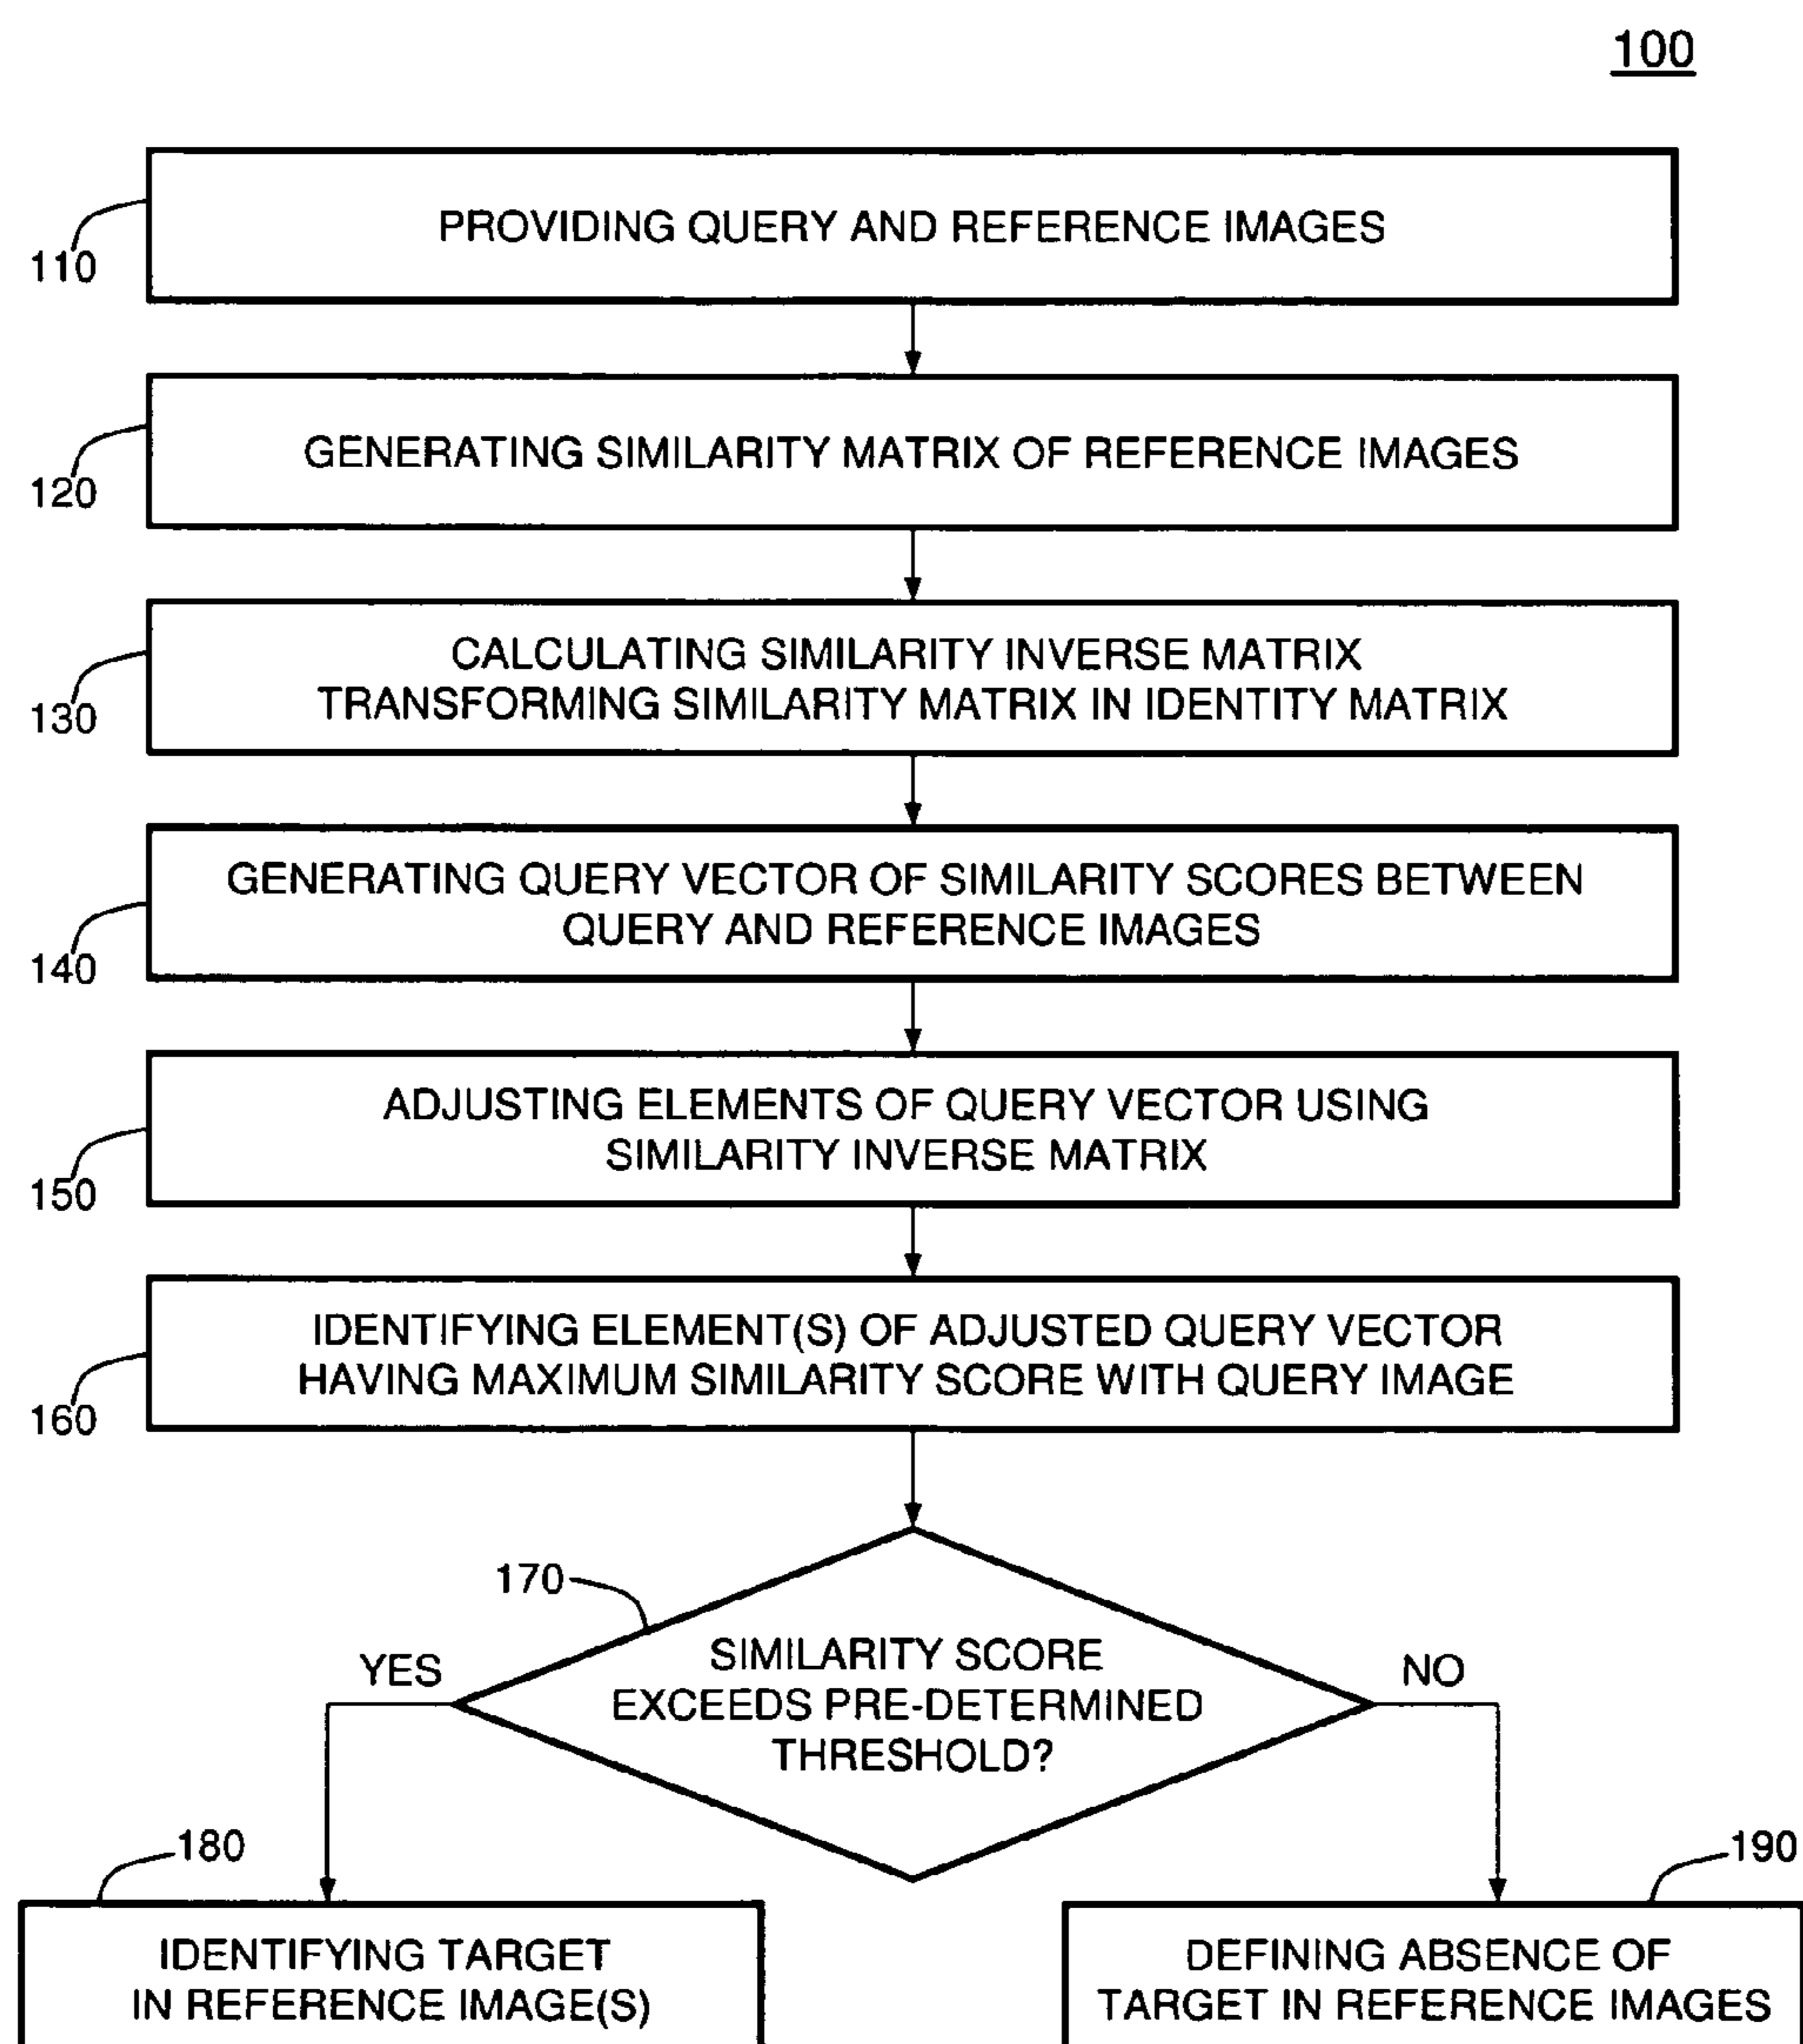 100
110
PROVIDING QUERY AND REFERENCE IMAGES
120
GENERATING SIMILARITY MATRIX OF REFERENCE IMAGES
130
CALCULATING SIMILARITY INVERSE MATRIX
TRANSFORMING SIMILARITY MATRIX IN IDENTITY MATRIX
140
GENERATING QUERY VECTOR OF SIMILARITY SCORES BETWEEN
QUERY AND REFERENCE IMAGES
150
ADJUSTING ELEMENTS OF QUERY VECTOR USING
SIMILARITY INVERSE MATRIX
160
IDENTIFYING ELEMENT(S) OF ADJUSTED QUERY VECTOR
HAVING MAXIMUM SIMILARITY SCORE WITH QUERY IMAGE
170
SIMILARITY SCORE
EXCEEDS PRE-DETERMINED
THRESHOLD?
YES
NO
180
IDENTIFYING TARGET
IN REFERENCE IMAGE(S)
190
DEFINING ABSENCE OF
TARGET IN REFERENCE IMAGES